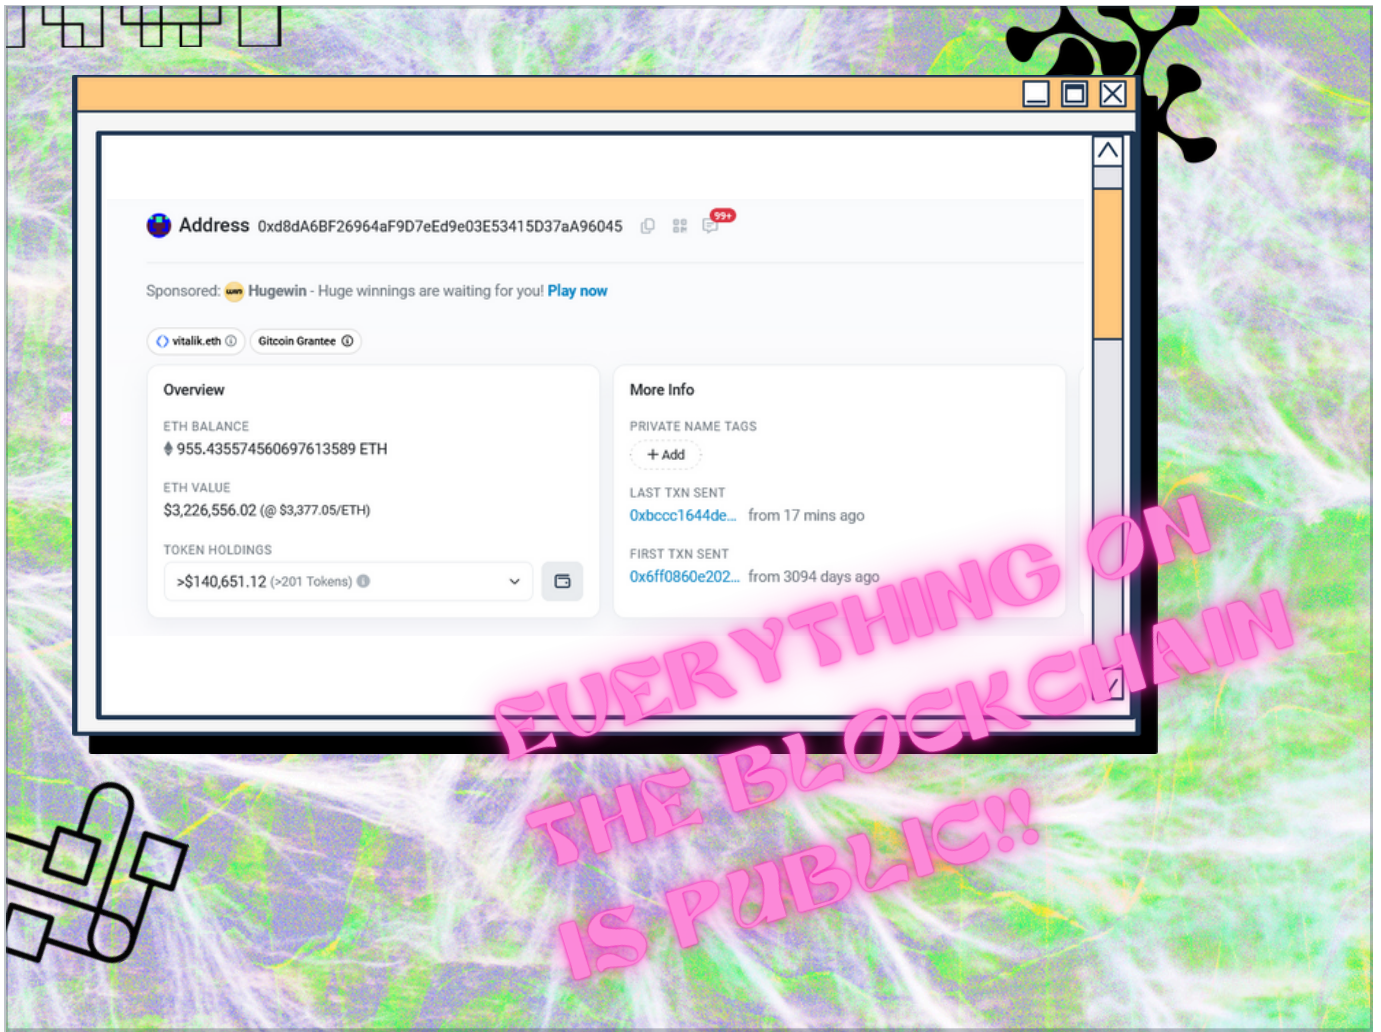 Address 0xd8dA6BF26964aF9D7eEd9e03E53415D37aA96045
99+
Sponsored: WIN Hugewin - Huge winnings are waiting for you! Play now
vitalik.eth Gitcoin Grantee
Overview
ETH BALANCE
955.435574560697613589 ETH
ETH VALUE
$3,226,556.02 (@ $3,377.05/ETH)
TOKEN HOLDINGS
>$140,651.12 (>201 Tokens)
More Info
PRIVATE NAME TAGS
+ Add
LAST TXN SENT
0xbccc1644de... from 17 mins ago
FIRST TXN SENT
0x6ff0860e202... from 3094 days ago
EVERYTHING ON
THE BLOCKCHAIN
IS PUBLIC!!